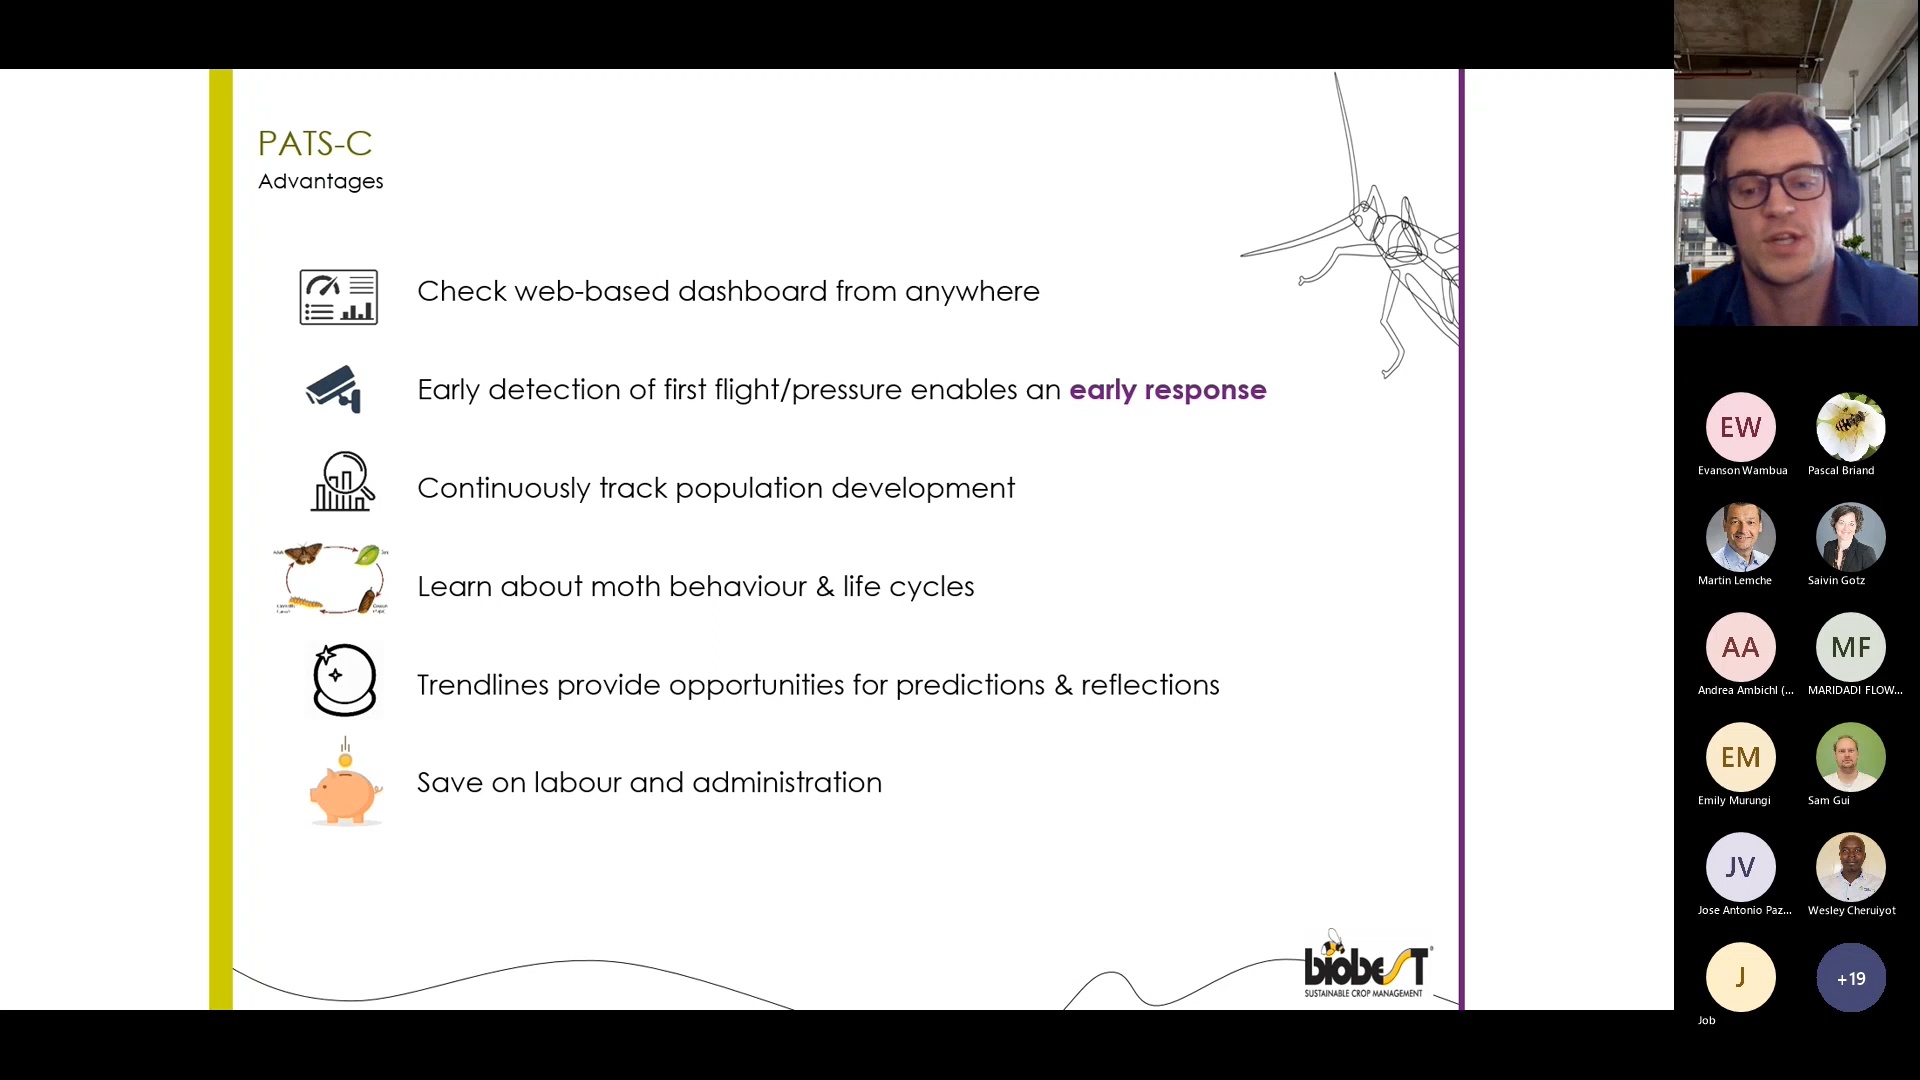 PATS-C
Advantages
Check web-based dashboard from anywhere
Early detection of first flight/pressure enables an early response
Continuously track population development
Learn about moth behaviour & life cycles
Trendlines provide opportunities for predictions & reflections
Save on labour and administration
biobest®
SUSTAINABLE CROP MANAGEMENT
EW
Evanson Wambua
Pascal Briand
Martin Lemche
Saivin Gotz
AA
Andrea Ambichl (...
MF
MARIDADI FLOW...
EM
Emily Murungi
Sam Gui
JV
Jose Antonio Paz...
Wesley Cheruiyot
J
Job
+19